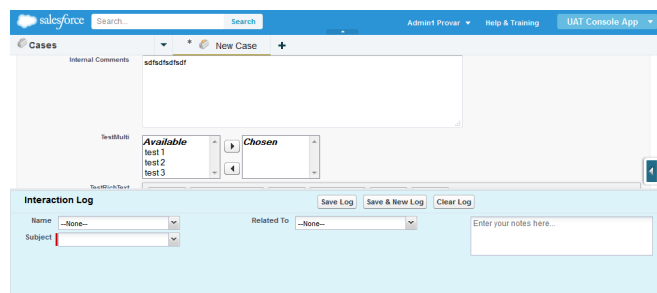 salesforce Search... Search Admin1 Provar Help & Training UAT Console App
Cases * New Case +
Internal Comments sdfsdfsdfsdf
TestMulti
Available Chosen
test 1
test 2
test 3
TestRichText
Interaction Log Save Log Save & New Log Clear Log
Name --None-- Related To --None-- Enter your notes here...
Subject